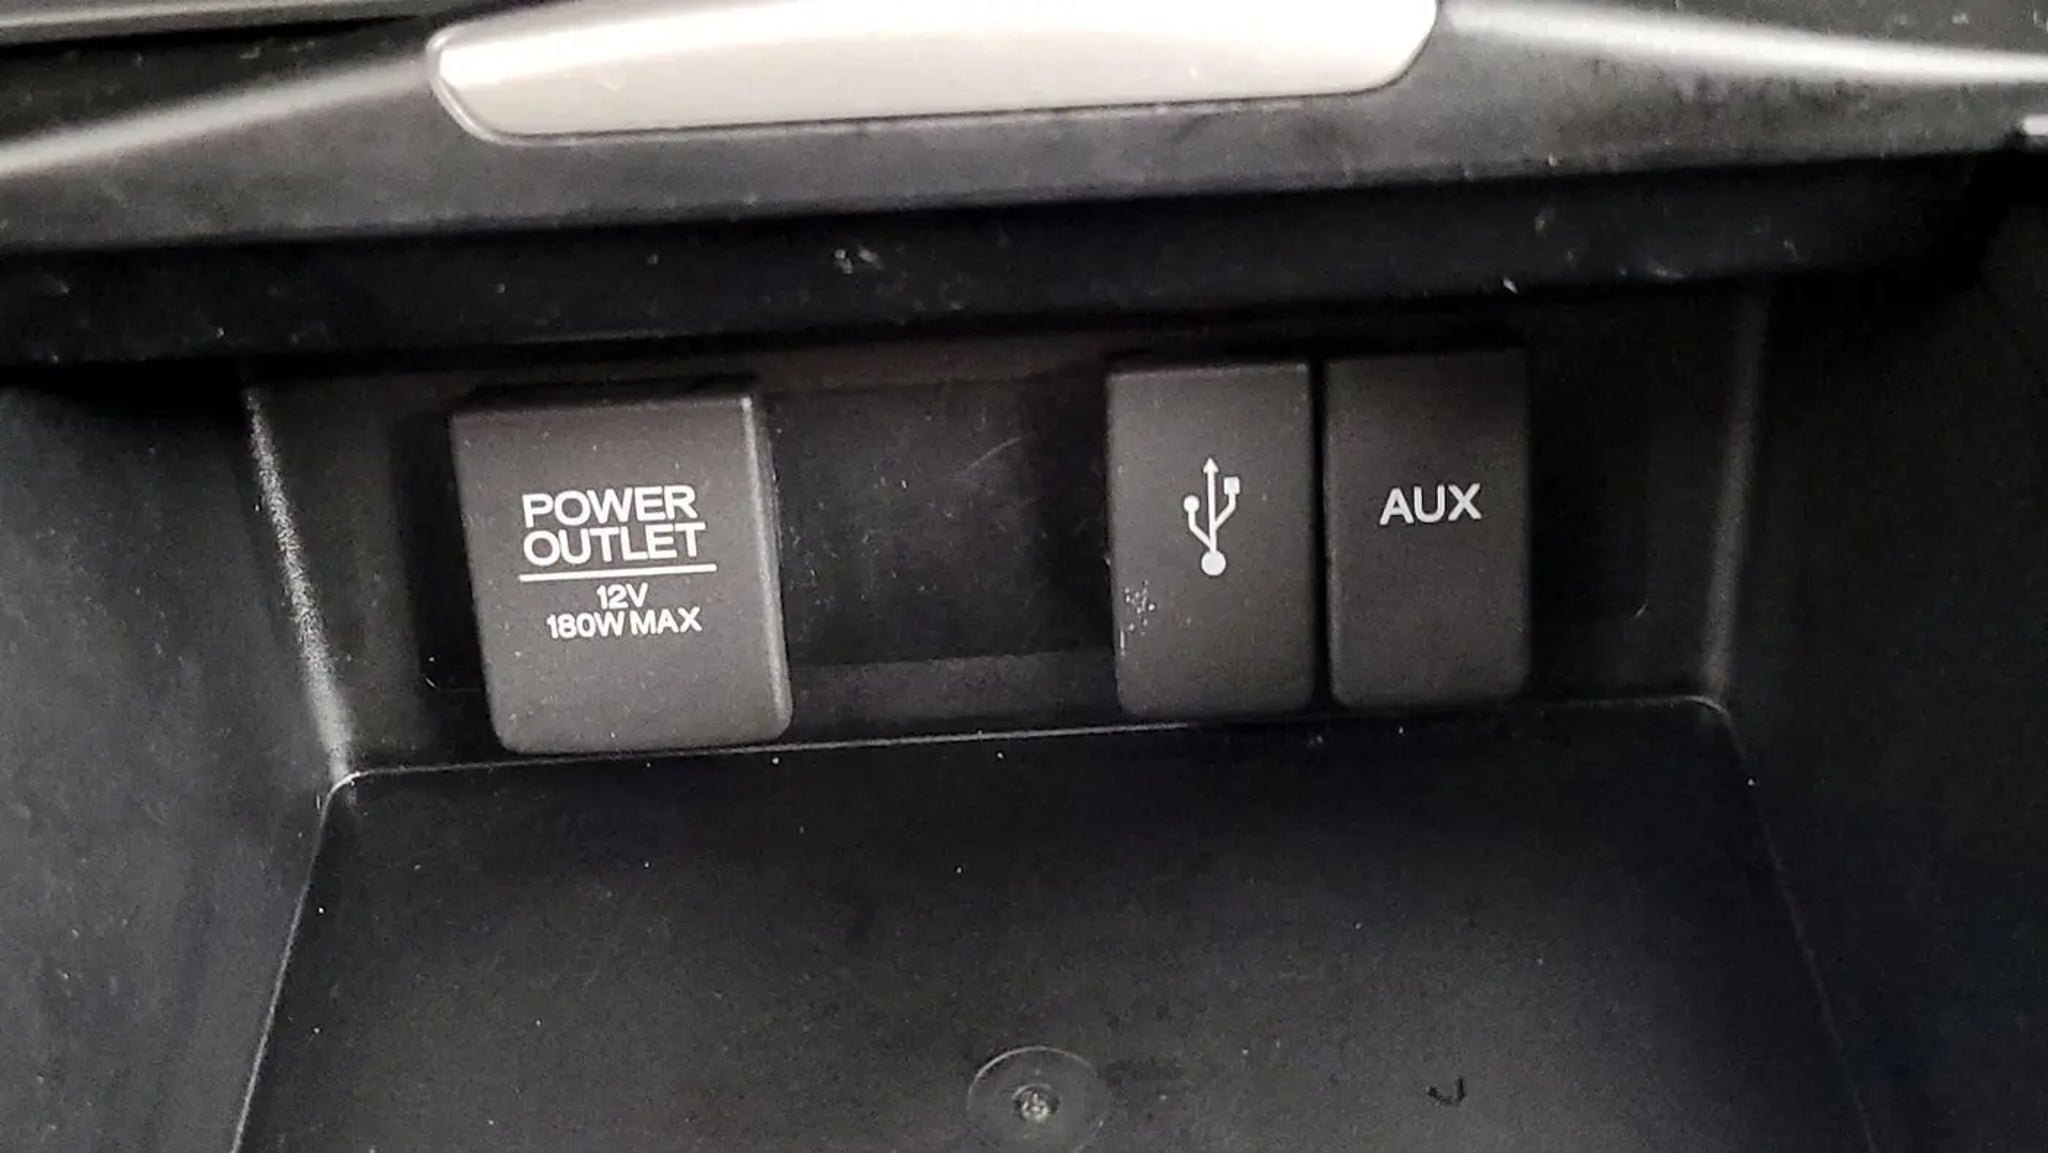 POWER
OUTLET
12V
180W MAX
AUX